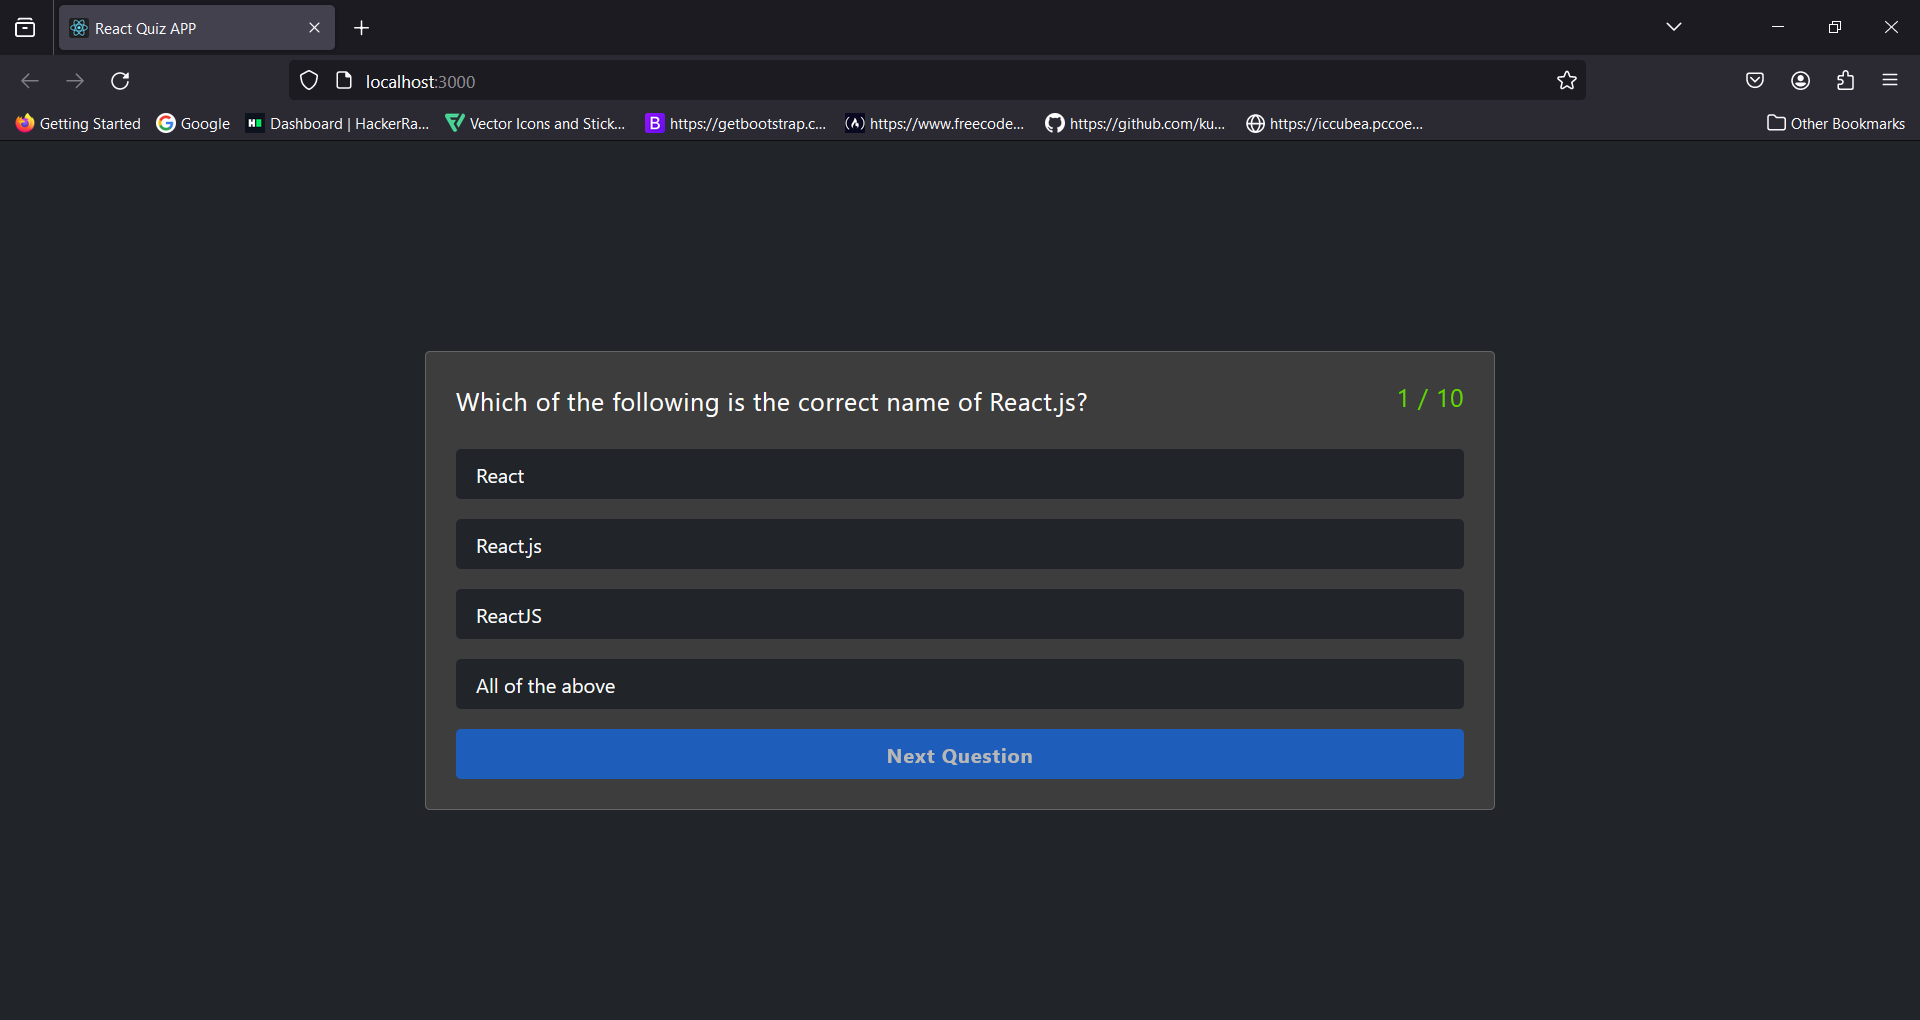 React Quiz APP
localhost:3000
Getting Started Google Dashboard | HackerRa... Vector Icons and Stick... B https://getbootstrap.c... https://www.freecode... https://github.com/ku... https://iccubea.pccoe... Other Bookmarks
Which of the following is the correct name of React.js? 1 / 10
React
React.js
ReactJS
All of the above
Next Question